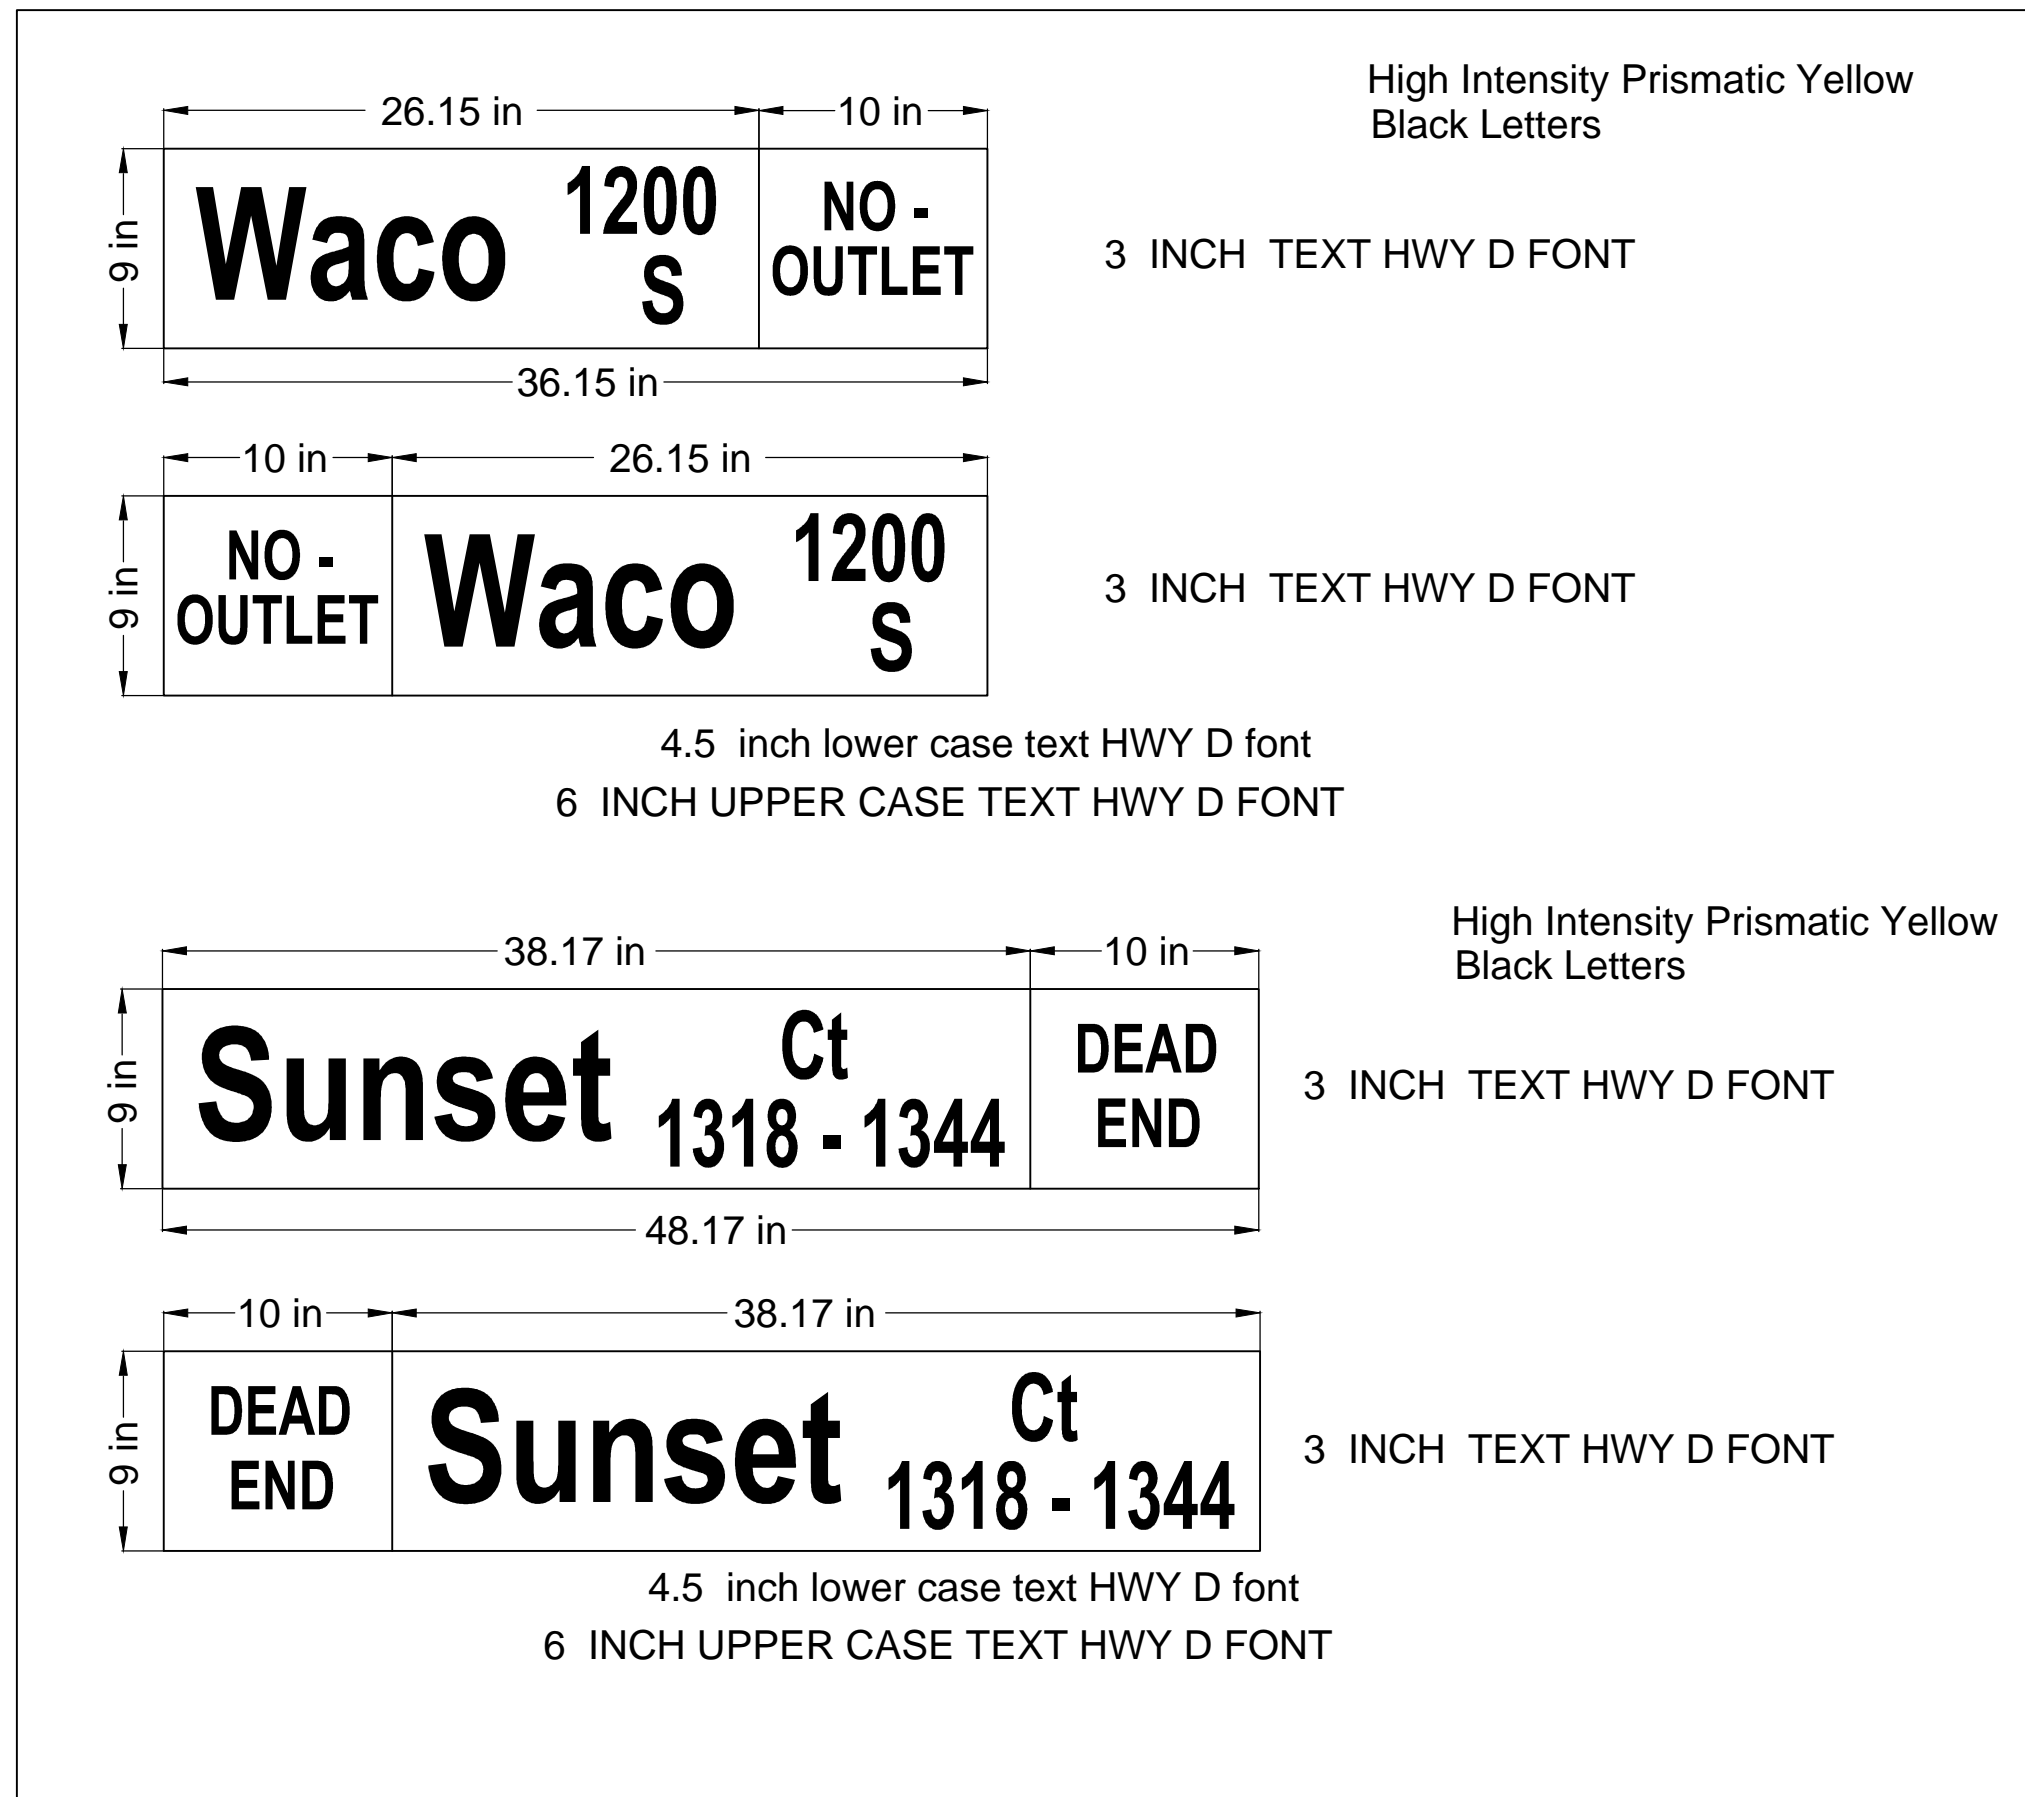 High Intensity Prismatic Yellow
Black Letters
26.15 in 10 in
9 in
Waco 1200 S
NO - OUTLET
3 INCH TEXT HWY D FONT
36.15 in
10 in 26.15 in
9 in
NO - OUTLET
Waco 1200 S
3 INCH TEXT HWY D FONT
4.5 inch lower case text HWY D font
6 INCH UPPER CASE TEXT HWY D FONT
High Intensity Prismatic Yellow
Black Letters
38.17 in 10 in
9 in
Sunset Ct
1318 - 1344
DEAD
END
3 INCH TEXT HWY D FONT
48.17 in
10 in 38.17 in
9 in
DEAD
END
Sunset Ct
1318 - 1344
3 INCH TEXT HWY D FONT
4.5 inch lower case text HWY D font
6 INCH UPPER CASE TEXT HWY D FONT